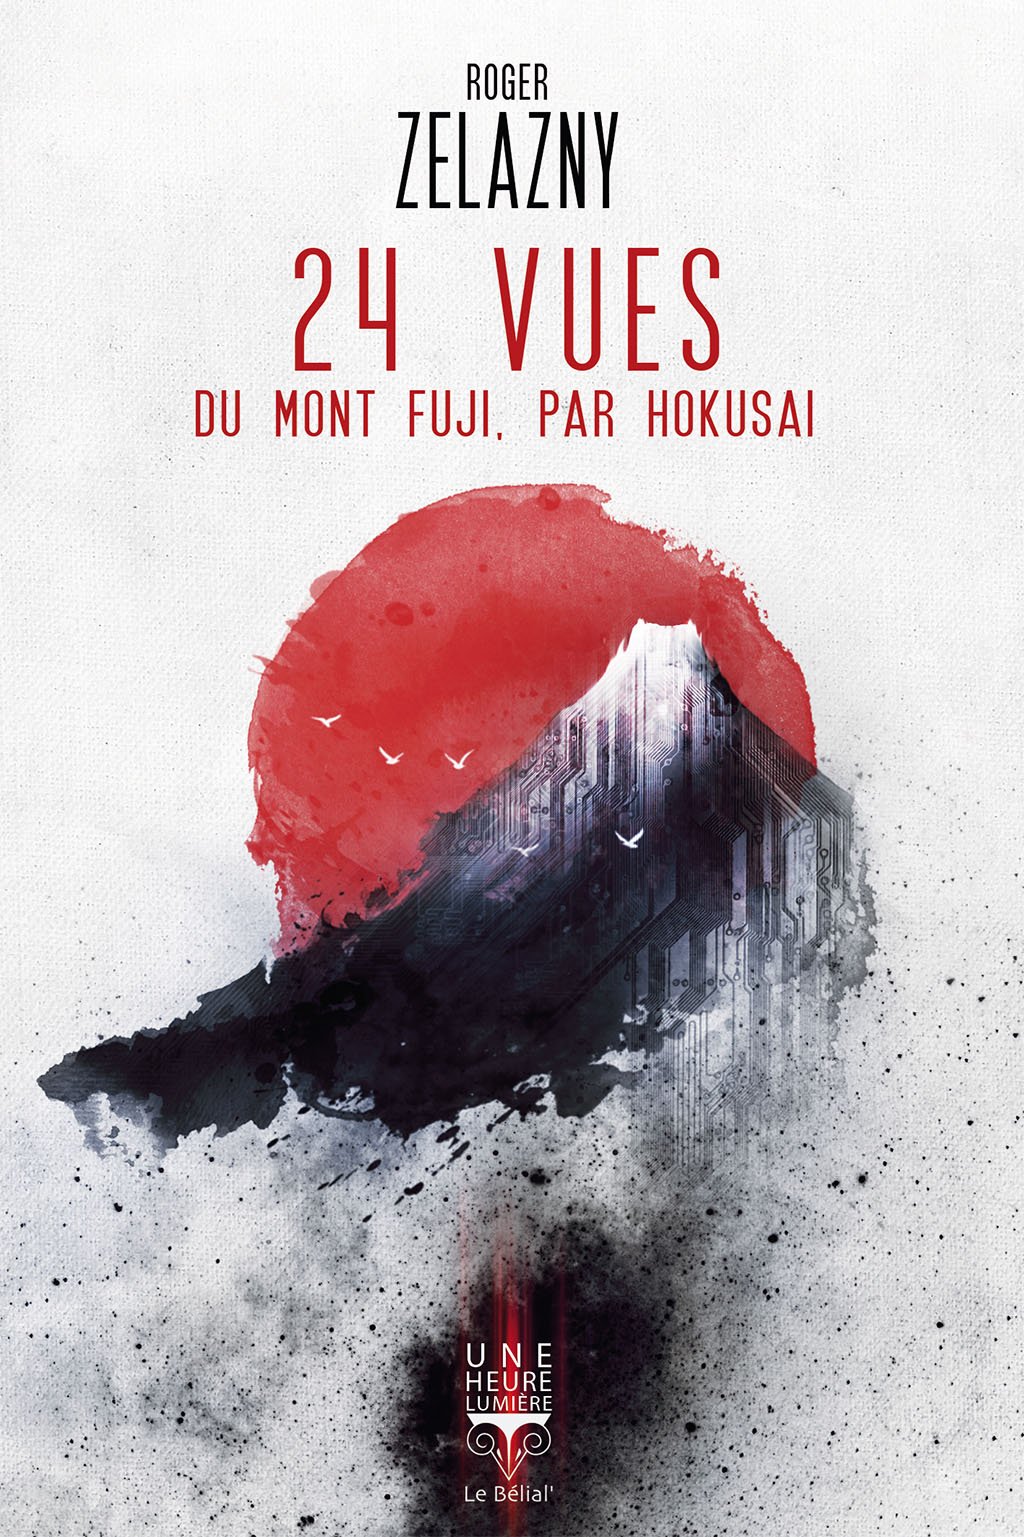 ROGER
ZELAZNY
24 VUES
DU MONT FUJI, PAR HOKUSAI
UNE
HEURE
LUMIÈRE
Le Bélial'